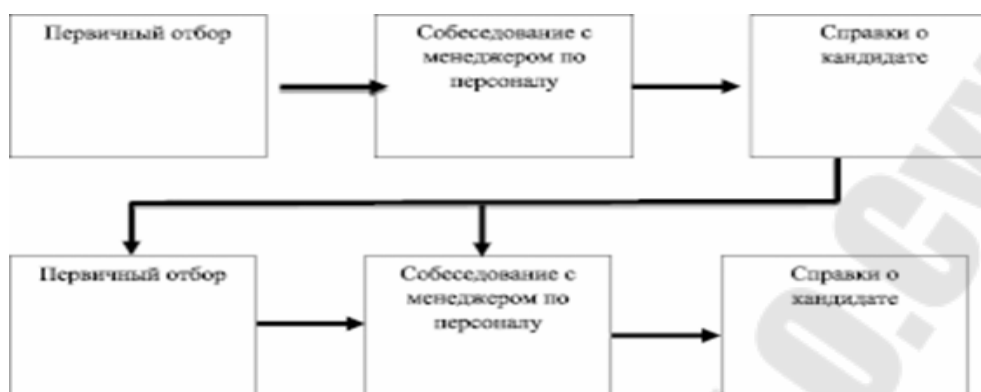 Первичный отбор
Собеседование с
менеджером по
персоналу
Справки о
кандидате
Первичный отбор
Собеседование с
менеджером по
персоналу
Справки о
кандидате